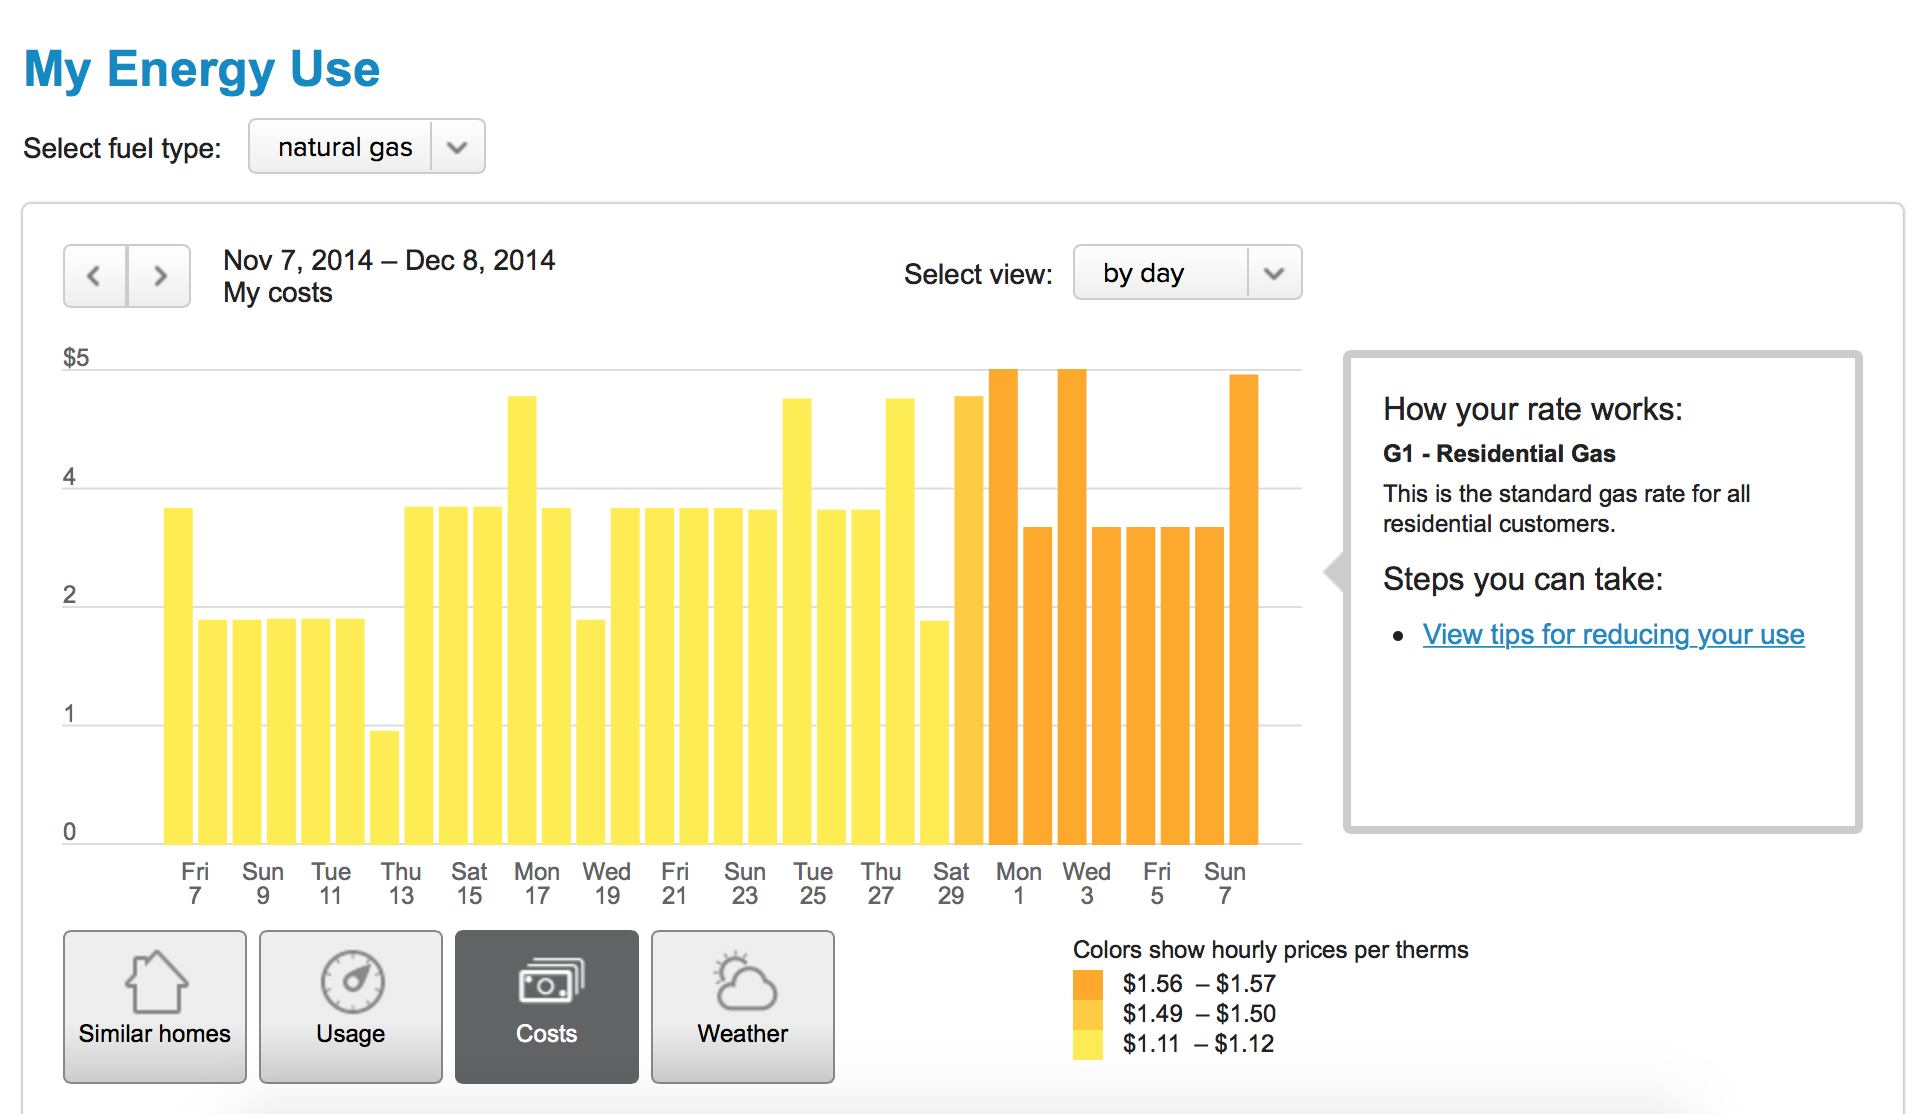 My Energy Use
Select fuel type: natural gas
Nov 7, 2014 – Dec 8, 2014
My costs
Select view: by day
$5
4
2
1
0
Fri Sun Tue Thu Sat Mon Wed Fri Sun Tue Thu Sat Mon Wed Fri Sun
7 9 11 13 15 17 19 21 23 25 27 29 1 3 5 7
How your rate works:
G1 - Residential Gas
This is the standard gas rate for all
residential customers.
Steps you can take:
• View tips for reducing your use
Similar homes
Usage
Costs
Weather
Colors show hourly prices per therms
$1.56 – $1.57
$1.49 – $1.50
$1.11 – $1.12